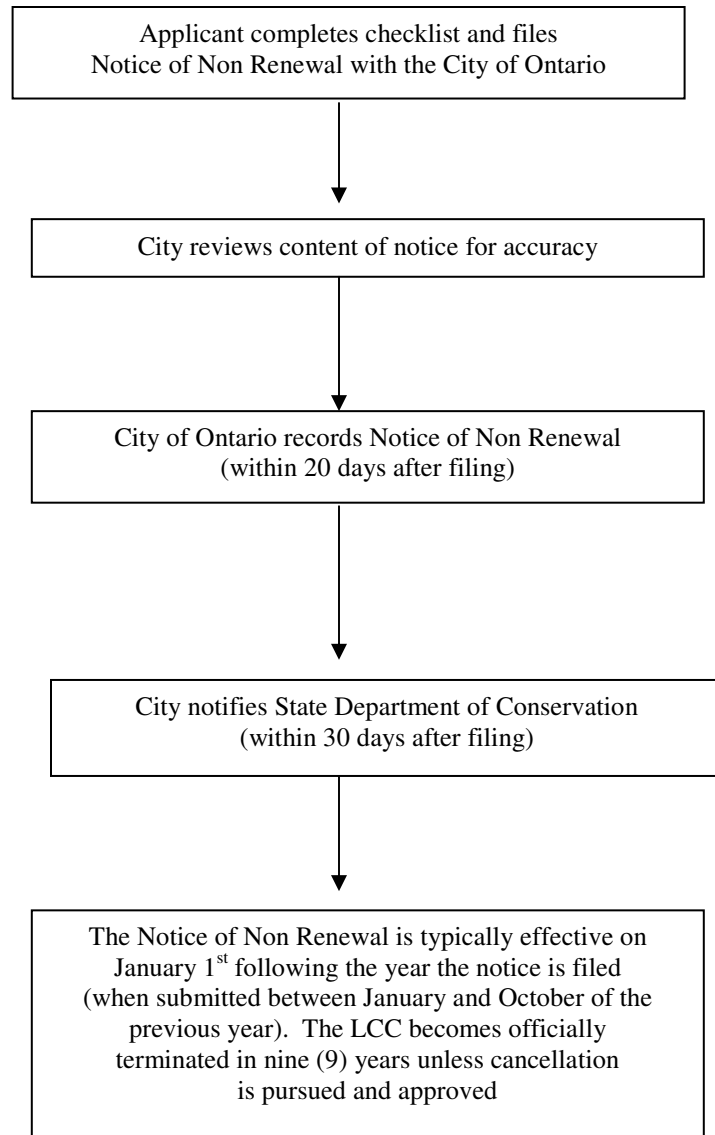 Applicant completes checklist and files
Notice of Non Renewal with the City of Ontario
City reviews content of notice for accuracy
City of Ontario records Notice of Non Renewal
(within 20 days after filing)
City notifies State Department of Conservation
(within 30 days after filing)
The Notice of Non Renewal is typically effective on
January 1st following the year the notice is filed
(when submitted between January and October of the
previous year).  The LCC becomes officially
terminated in nine (9) years unless cancellation
is pursued and approved